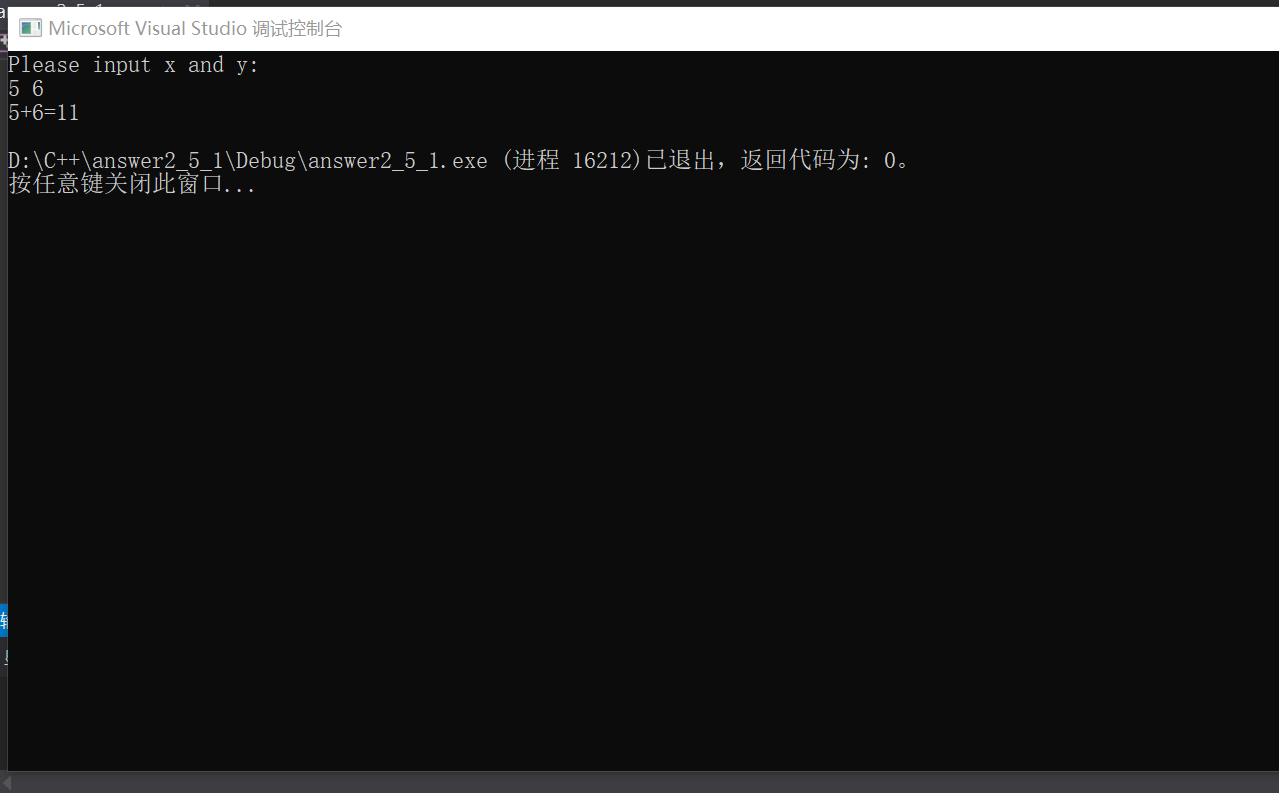 Microsoft Visual Studio 调试控制台
Please input x and y:
5 6
5+6=11
D:\C++\answer2_5_1\Debug\answer2_5_1.exe (进程 16212)已退出，返回代码为: 0。
按任意键关闭此窗口...